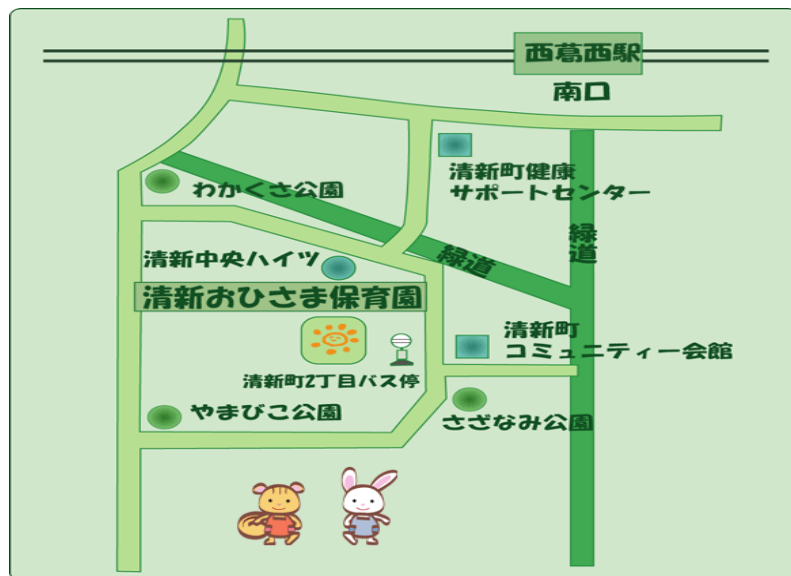 西葛西駅
南口
清新町健康
サポートセンター
わかくさ公園
緑道
緑道
清新中央ハイツ
清新おひさま保育園
清新町
コミュニティー会館
清新町2丁目バス停
やまびこ公園
さざなみ公園